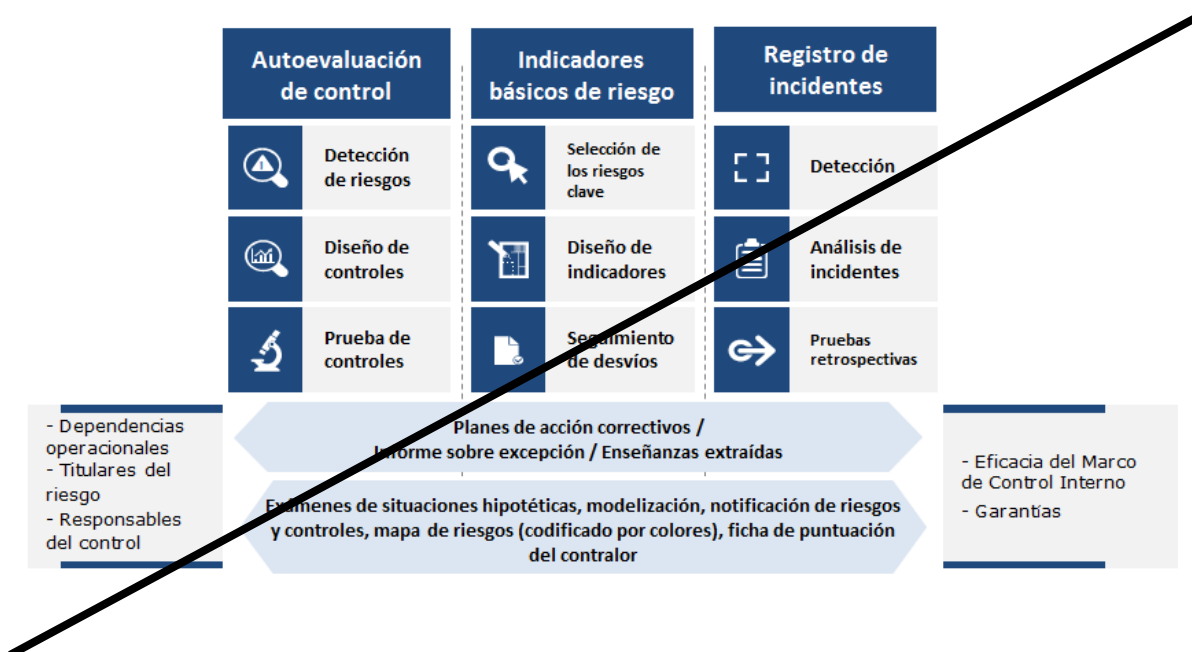 Autoevaluación
de control
Indicadores
básicos de riesgo
Registro de
incidentes
Detección
de riesgos
Selección de
los riesgos
clave
Detección
Diseño de
controles
Diseño de
indicadores
Análisis de
incidentes
Prueba de
controles
Seguimiento
de desvíos
Pruebas
retrospectivas
- Dependencias
operacionales
- Titulares del
riesgo
- Responsables
del control
Planes de acción correctivos /
Informe sobre excepción / Enseñanzas extraídas
Exámenes de situaciones hipotéticas, modelización, notificación de riesgos
y controles, mapa de riesgos (codificado por colores), ficha de puntuación
del contralor
- Eficacia del Marco
de Control Interno
- Garantías